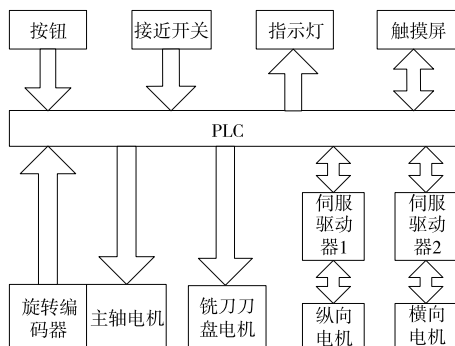 按钮
接近开关
指示灯
触摸屏
PLC
伺服
驱动
器1
伺服
驱动
器2
旋转编
码器
主轴电机
铣刀刀
盘电机
纵向
电机
横向
电机